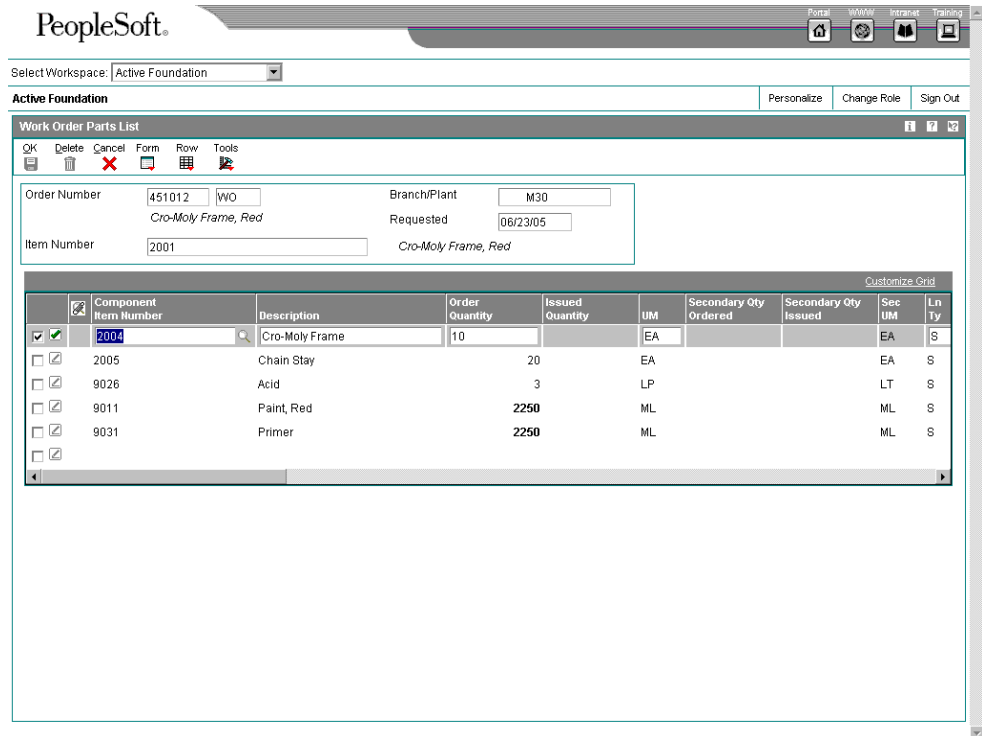 PeopleSoft.
Portal WWW Intranet Training
Select Workspace: Active Foundation
Active Foundation Personalize Change Role Sign Out
Work Order Parts List
OK Delete Cancel Form Row Tools
Order Number 451012 WO Branch/Plant M30
Cro-Moly Frame, Red Requested 06/23/05
Item Number 2001 Cro-Moly Frame, Red
Customize Grid
Component Item Number Description Order Quantity Issued Quantity UM Secondary Qty Ordered Secondary Qty Issued Sec UM Ln Ty
2004 Cro-Moly Frame 10 EA EA S
2005 Chain Stay 20 EA EA S
9026 Acid 3 LP LT S
9011 Paint, Red 2250 ML ML S
9031 Primer 2250 ML ML S